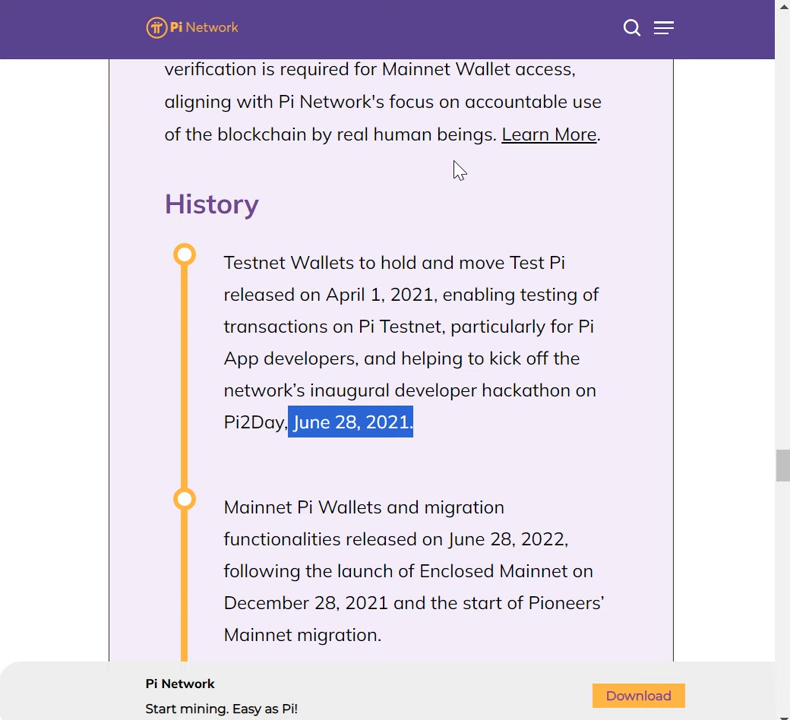 Pi Network
verification is required for Mainnet Wallet access,
aligning with Pi Network's focus on accountable use
of the blockchain by real human beings. Learn More.
History
Testnet Wallets to hold and move Test Pi
released on April 1, 2021, enabling testing of
transactions on Pi Testnet, particularly for Pi
App developers, and helping to kick off the
network’s inaugural developer hackathon on
Pi2Day, June 28, 2021.
Mainnet Pi Wallets and migration
functionalities released on June 28, 2022,
following the launch of Enclosed Mainnet on
December 28, 2021 and the start of Pioneers’
Mainnet migration.
Pi Network
Start mining. Easy as Pi!
Download